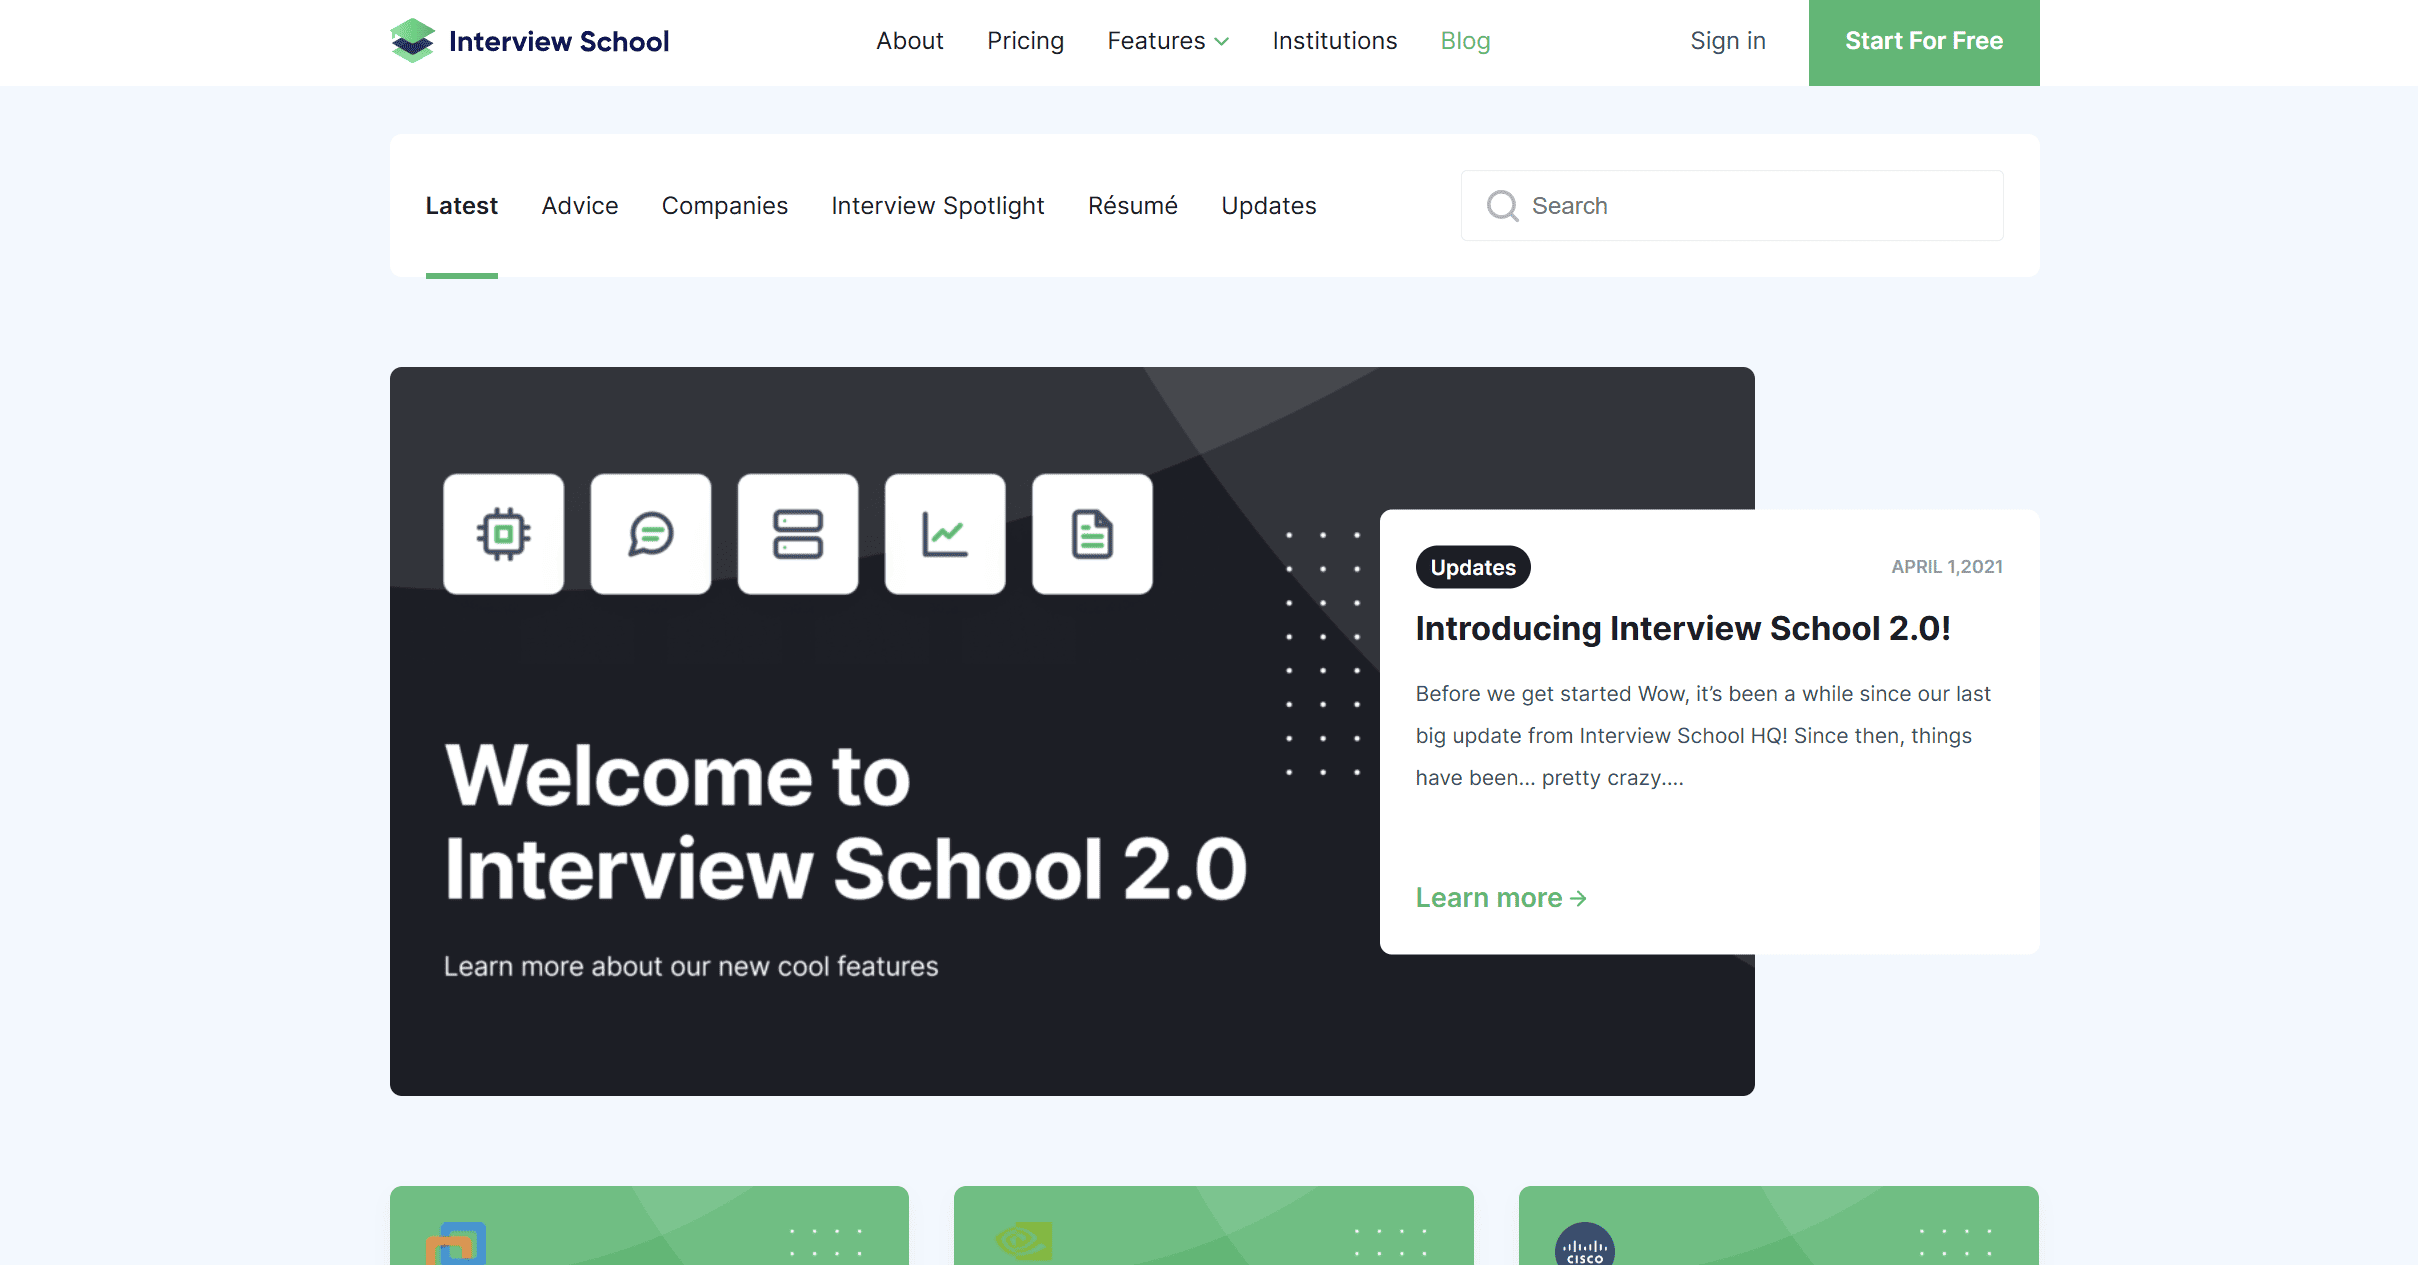 Interview School
About Pricing Features Institutions Blog
Sign in
Start For Free
Latest Advice Companies Interview Spotlight Résumé Updates
Search
Welcome to
Interview School 2.0
Learn more about our new cool features
Updates
APRIL 1,2021
Introducing Interview School 2.0!
Before we get started Wow, it’s been a while since our last
big update from Interview School HQ! Since then, things
have been… pretty crazy....
Learn more →
CISCO